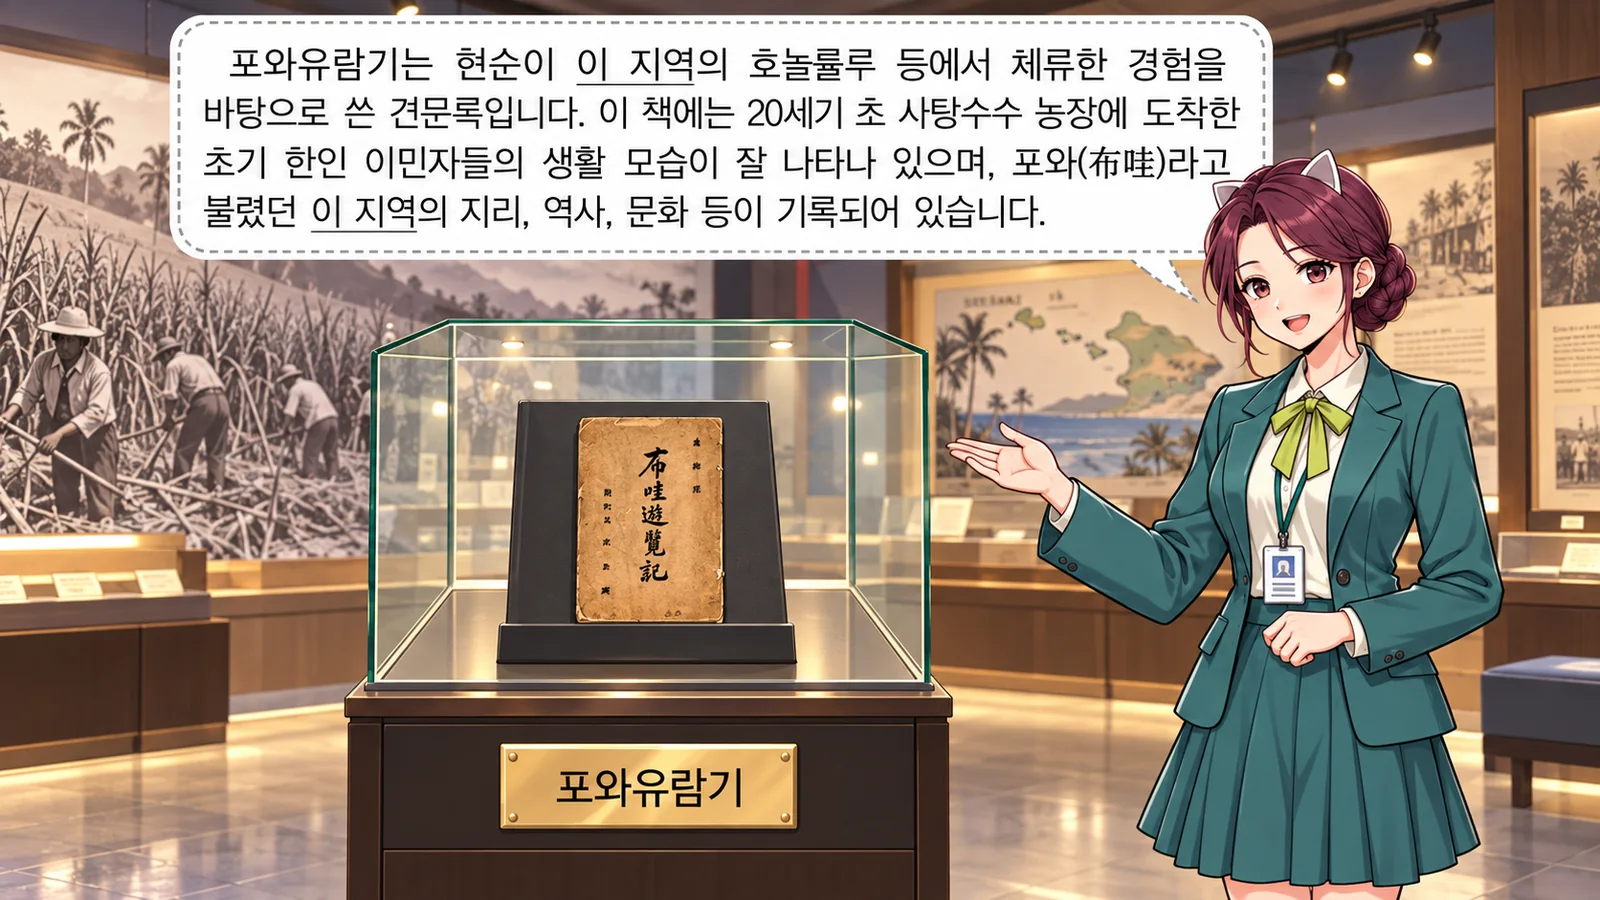 포와유람기는 현순이 이 지역의 호놀룰루 등에서 체류한 경험을
바탕으로 쓴 견문록입니다. 이 책에는 20세기 초 사탕수수 농장에 도착한
초기 한인 이민자들의 생활 모습이 잘 나타나 있으며, 포와(布哇)라고
불렸던 이 지역의 지리, 역사, 문화 등이 기록되어 있습니다.
布哇遊覽記
포와유람기